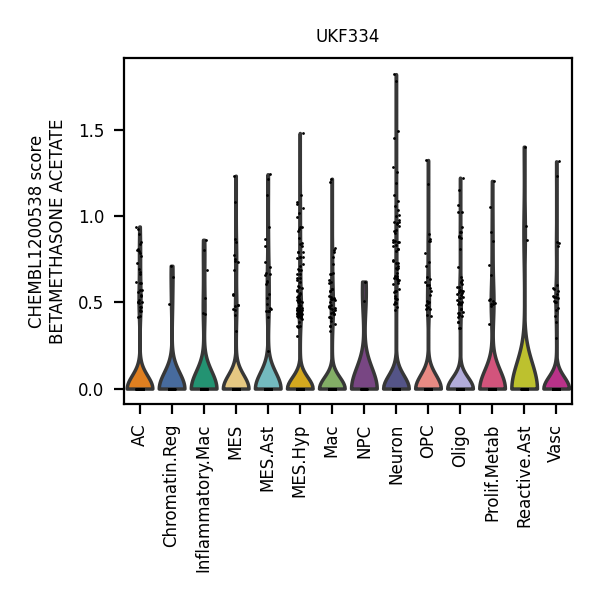 UKF334
CHEMBL1200538 score
BETAMETHASONE ACETATE
1.5
1.0
0.5
0.0
AC
Chromatin.Reg
Inflammatory.Mac
MES
MES.Ast
MES.Hyp
Mac
NPC
Neuron
OPC
Oligo
Prolif.Metab
Reactive.Ast
Vasc